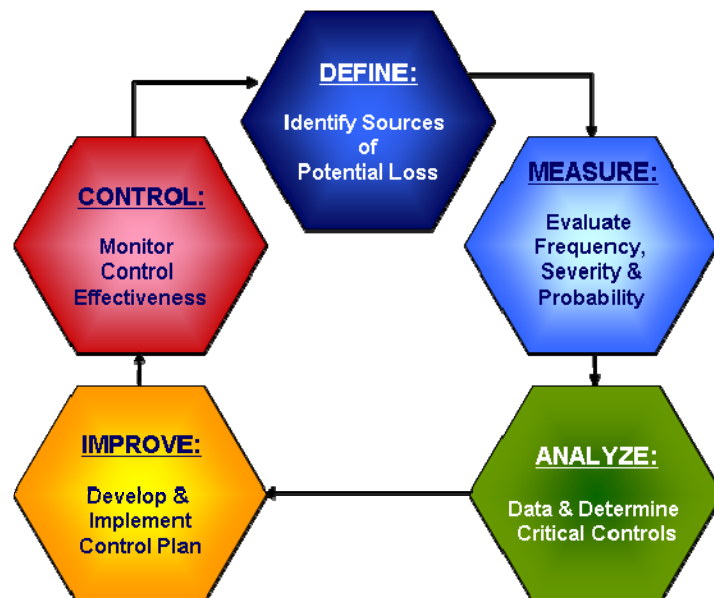 DEFINE:
Identify Sources
of
Potential Loss
MEASURE:
Evaluate
Frequency,
Severity &
Probability
ANALYZE:
Data & Determine
Critical Controls
IMPROVE:
Develop &
Implement
Control Plan
CONTROL:
Monitor
Control
Effectiveness